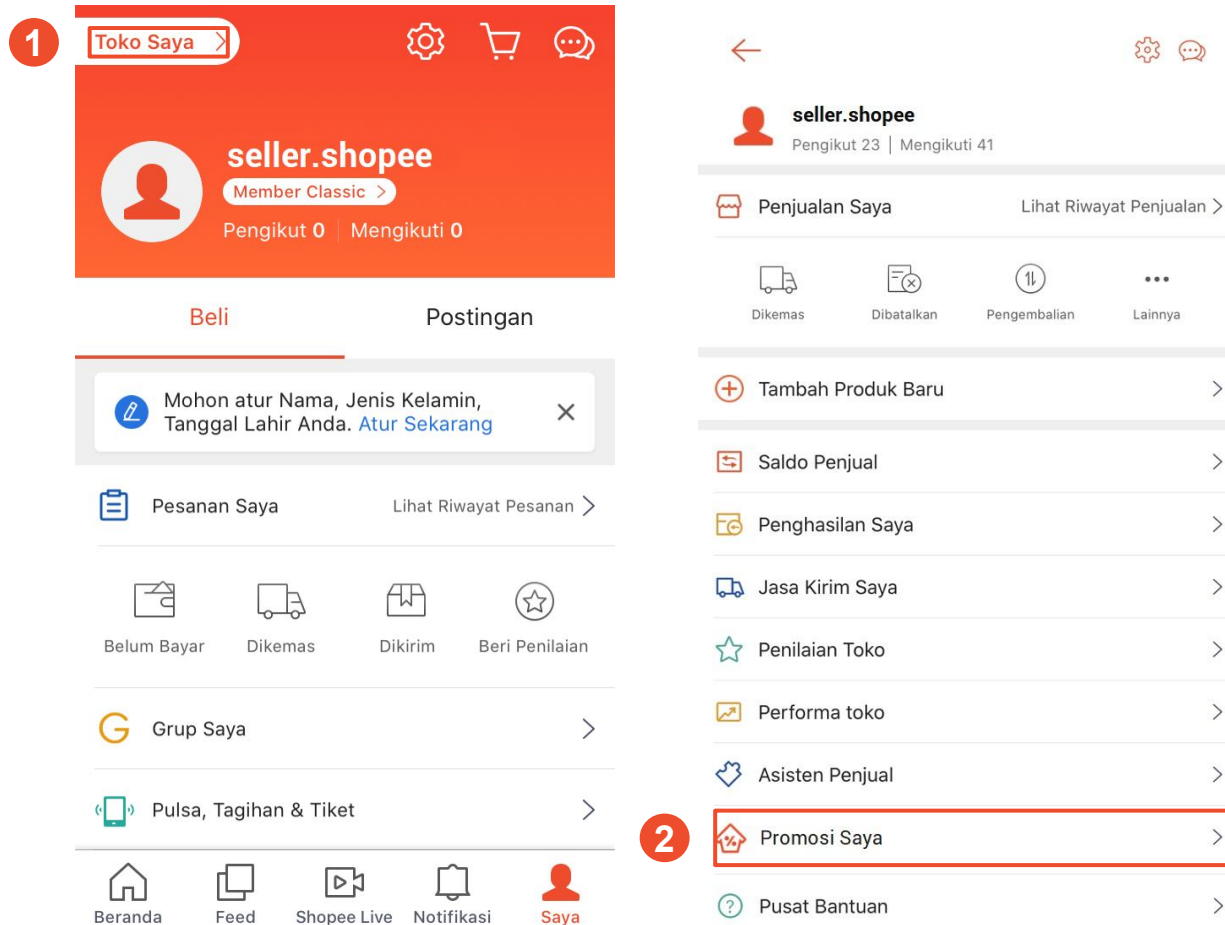 1
Toko Saya
seller.shopee
Member Classic
Pengikut 0 | Mengikuti 0
Beli
Postingan
Mohon atur Nama, Jenis Kelamin,
Tanggal Lahir Anda. Atur Sekarang
Pesanan Saya
Lihat Riwayat Pesanan
Belum Bayar
Dikemas
Dikirim
Beri Penilaian
Grup Saya
Pulsa, Tagihan & Tiket
Beranda
Feed
Shopee Live
Notifikasi
Saya
seller.shopee
Pengikut 23 | Mengikuti 41
Penjualan Saya
Lihat Riwayat Penjualan
Dikemas
Dibatalkan
Pengembalian
Lainnya
Tambah Produk Baru
Saldo Penjual
Penghasilan Saya
Jasa Kirim Saya
Penilaian Toko
Performa toko
Asisten Penjual
2
Promosi Saya
Pusat Bantuan